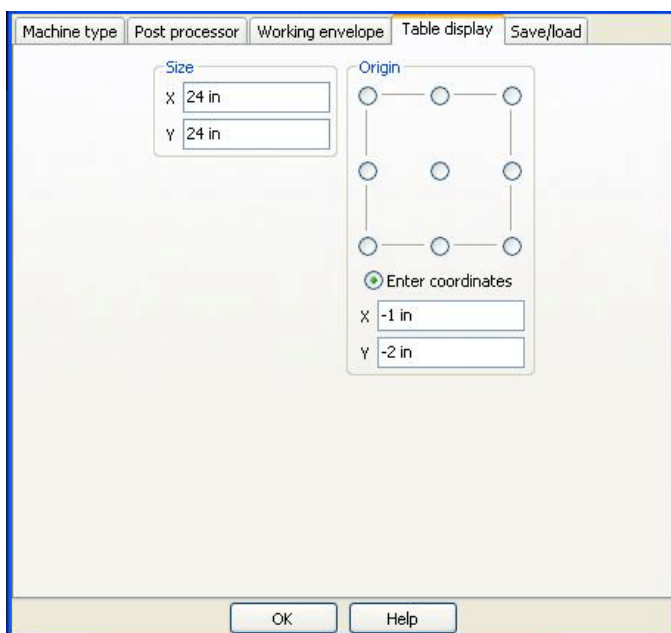 Machine type Post processor Working envelope Table display Save/load
Size
X 24 in
Y 24 in
Origin
Enter coordinates
X -1 in
Y -2 in
OK Help